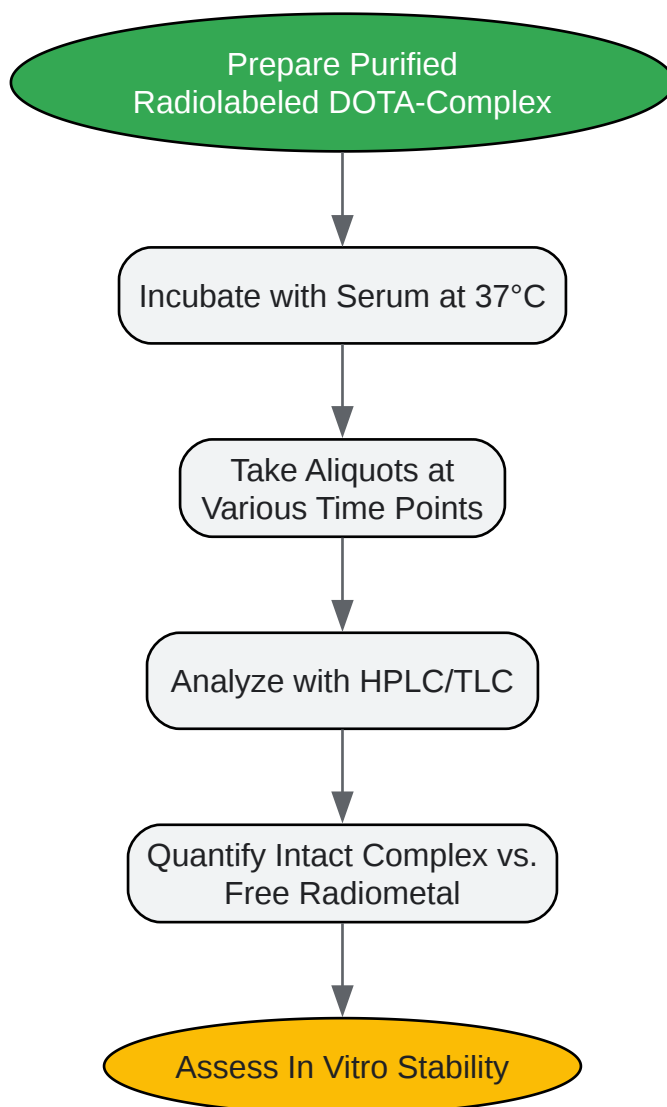 Prepare Purified
Radiolabeled DOTA-Complex
Incubate with Serum at 37°C
Take Aliquots at
Various Time Points
Analyze with HPLC/TLC
Quantify Intact Complex vs.
Free Radiometal
Assess In Vitro Stability